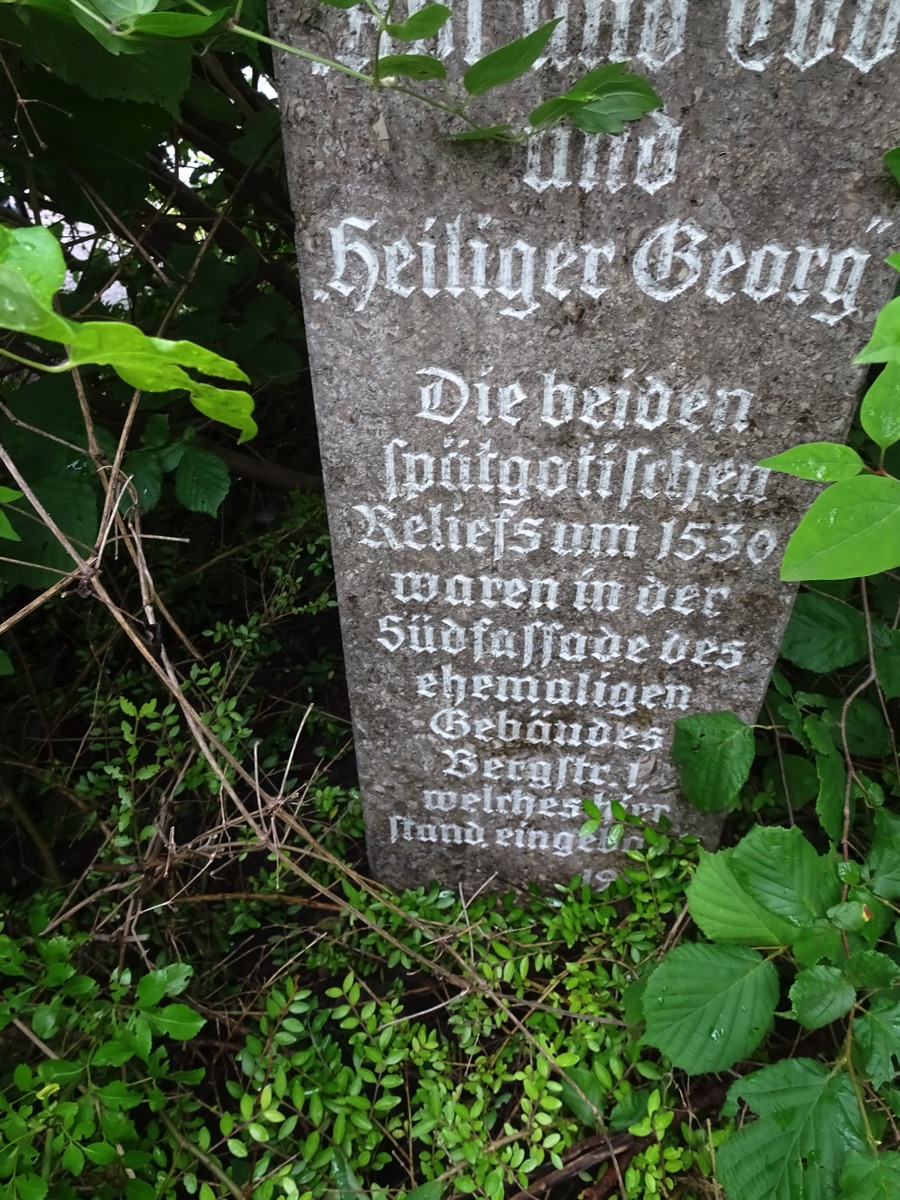 und
und
„Heiliger Georg“
Die beiden
spätgotischen
Reliefs um 1530
waren in der
Südfassade des
ehemaligen
Gebäudes
Bergstr. 1,
welches hier
stand,